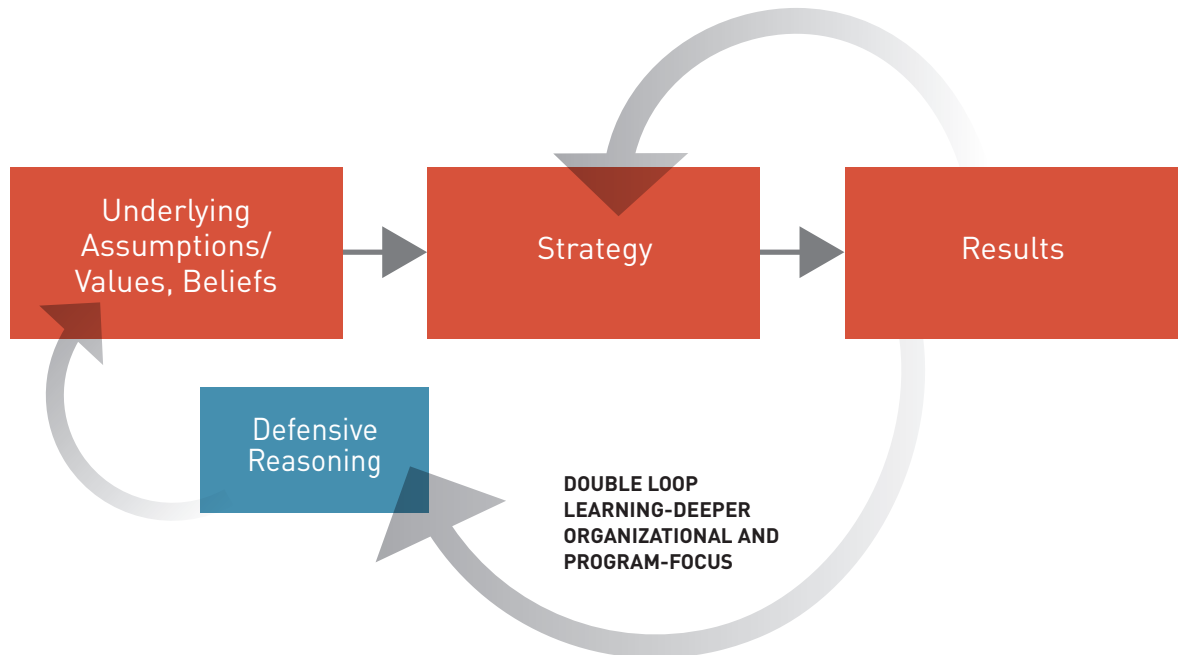 Underlying
Assumptions/
Values, Beliefs
Strategy
Results
Defensive
Reasoning
DOUBLE LOOP
LEARNING-DEEPER
ORGANIZATIONAL AND
PROGRAM-FOCUS